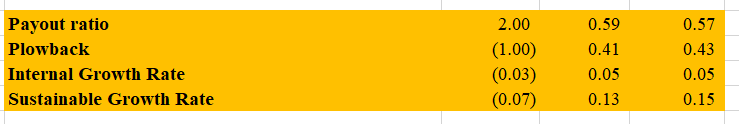 Payout ratio 2.00 0.59 0.57
Plowback (1.00) 0.41 0.43
Internal Growth Rate (0.03) 0.05 0.05
Sustainable Growth Rate (0.07) 0.13 0.15